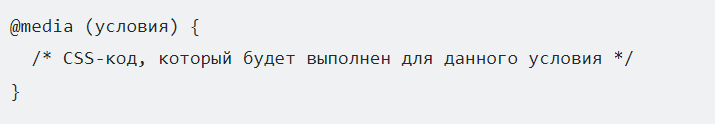 @media (условия) {
/* CSS-код, который будет выполнен для данного условия */
}